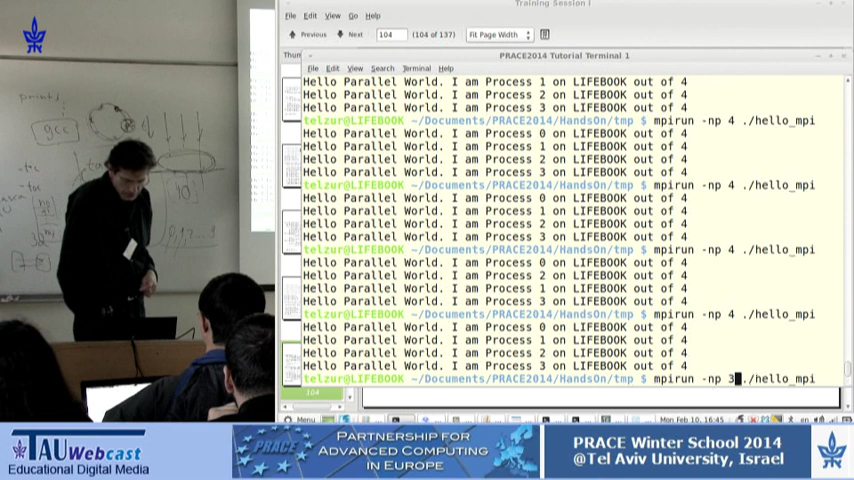 Training Session I
File Edit View Go Help
Previous Next 104 (104 of 137) Fit Page Width
PRACE2014 Tutorial Terminal 1
File Edit View Search Terminal Help
Hello Parallel World. I am Process 1 on LIFEBOOK out of 4
Hello Parallel World. I am Process 2 on LIFEBOOK out of 4
Hello Parallel World. I am Process 3 on LIFEBOOK out of 4
telzur@LIFEBOOK ~/Documents/PRACE2014/HandsOn/tmp $ mpirun -np 4 ./hello_mpi
Hello Parallel World. I am Process 0 on LIFEBOOK out of 4
Hello Parallel World. I am Process 1 on LIFEBOOK out of 4
Hello Parallel World. I am Process 2 on LIFEBOOK out of 4
Hello Parallel World. I am Process 3 on LIFEBOOK out of 4
telzur@LIFEBOOK ~/Documents/PRACE2014/HandsOn/tmp $ mpirun -np 4 ./hello_mpi
Hello Parallel World. I am Process 0 on LIFEBOOK out of 4
Hello Parallel World. I am Process 1 on LIFEBOOK out of 4
Hello Parallel World. I am Process 2 on LIFEBOOK out of 4
Hello Parallel World. I am Process 3 on LIFEBOOK out of 4
telzur@LIFEBOOK ~/Documents/PRACE2014/HandsOn/tmp $ mpirun -np 4 ./hello_mpi
Hello Parallel World. I am Process 0 on LIFEBOOK out of 4
Hello Parallel World. I am Process 2 on LIFEBOOK out of 4
Hello Parallel World. I am Process 1 on LIFEBOOK out of 4
Hello Parallel World. I am Process 3 on LIFEBOOK out of 4
telzur@LIFEBOOK ~/Documents/PRACE2014/HandsOn/tmp $ mpirun -np 4 ./hello_mpi
Hello Parallel World. I am Process 0 on LIFEBOOK out of 4
Hello Parallel World. I am Process 1 on LIFEBOOK out of 4
Hello Parallel World. I am Process 2 on LIFEBOOK out of 4
Hello Parallel World. I am Process 3 on LIFEBOOK out of 4
telzur@LIFEBOOK ~/Documents/PRACE2014/HandsOn/tmp $ mpirun -np 3 ./hello_mpi
104
Menu
en
Mon Feb 10, 16:45
gcc
TAU Webcast
Educational Digital Media
PRACE
PARTNERSHIP FOR
ADVANCED COMPUTING
IN EUROPE
PRACE Winter School 2014
@Tel Aviv University, Israel